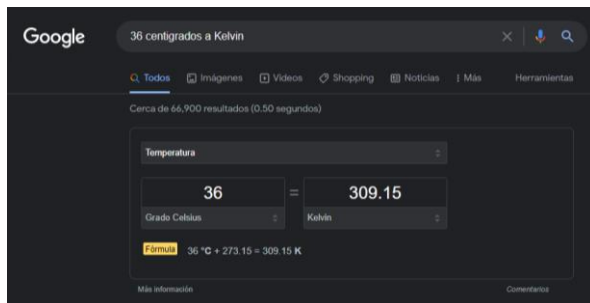 Google
36 centigrados a Kelvin
Todos Imágenes Videos Shopping Noticias Más Herramientas
Cerca de 66,900 resultados (0.50 segundos)
Temperatura
36 = 309.15
Grado Celsius Kelvin
Fórmula 36 °C + 273.15 = 309.15 K
Más información Comentarios